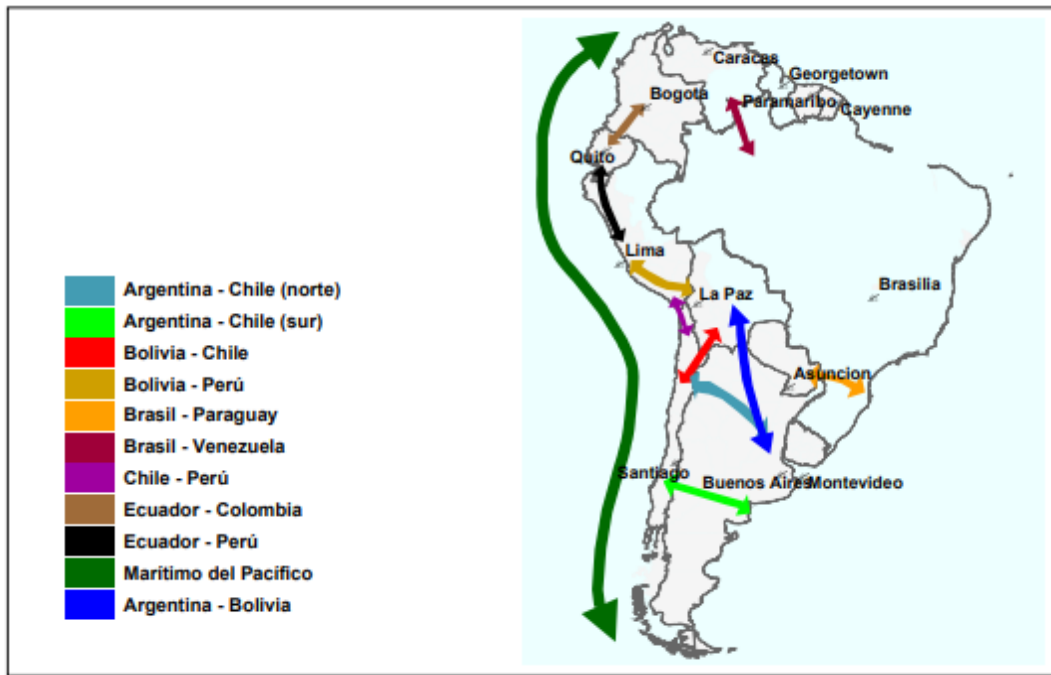 Caracas
Georgetown
Bogota
Paramaribo
Cayenne
Quito
Lima
La Paz
Brasilia
Asuncion
Santiago
Buenos Aires
Montevideo
Argentina - Chile (norte)
Argentina - Chile (sur)
Bolivia - Chile
Bolivia - Perú
Brasil - Paraguay
Brasil - Venezuela
Chile - Perú
Ecuador - Colombia
Ecuador - Perú
Marítimo del Pacífico
Argentina - Bolivia